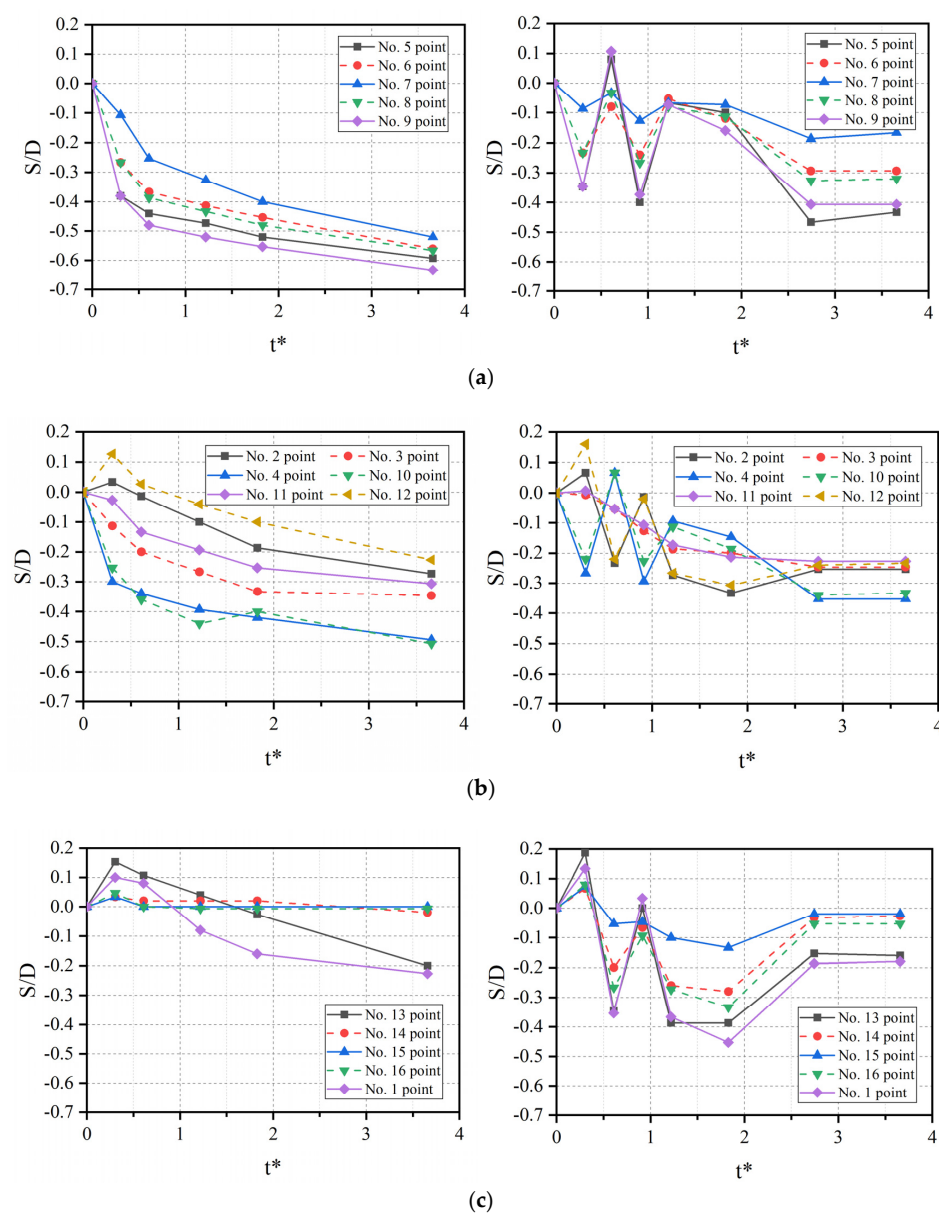 0.2
0.1
0.0
-0.1
-0.2
-0.3
-0.4
-0.5
-0.6
-0.7
S/D
0
1
2
3
4
t*
No. 5 point
No. 6 point
No. 7 point
No. 8 point
No. 9 point
0.2
0.1
0.0
-0.1
-0.2
-0.3
-0.4
-0.5
-0.6
-0.7
S/D
0
1
2
3
4
t*
No. 5 point
No. 6 point
No. 7 point
No. 8 point
No. 9 point
(a)
0.2
0.1
0.0
-0.1
-0.2
-0.3
-0.4
-0.5
-0.6
-0.7
S/D
0
1
2
3
4
t*
No. 2 point No. 3 point
No. 4 point No. 10 point
No. 11 point No. 12 point
0.2
0.1
0.0
-0.1
-0.2
-0.3
-0.4
-0.5
-0.6
-0.7
S/D
0
1
2
3
4
t*
No. 2 point No. 3 point
No. 4 point No. 10 point
No. 11 point No. 12 point
(b)
0.2
0.1
0.0
-0.1
-0.2
-0.3
-0.4
-0.5
-0.6
-0.7
S/D
0
1
2
3
4
t*
No. 13 point
No. 14 point
No. 15 point
No. 16 point
No. 1 point
0.2
0.1
0.0
-0.1
-0.2
-0.3
-0.4
-0.5
-0.6
-0.7
S/D
0
1
2
3
4
t*
No. 13 point
No. 14 point
No. 15 point
No. 16 point
No. 1 point
(c)